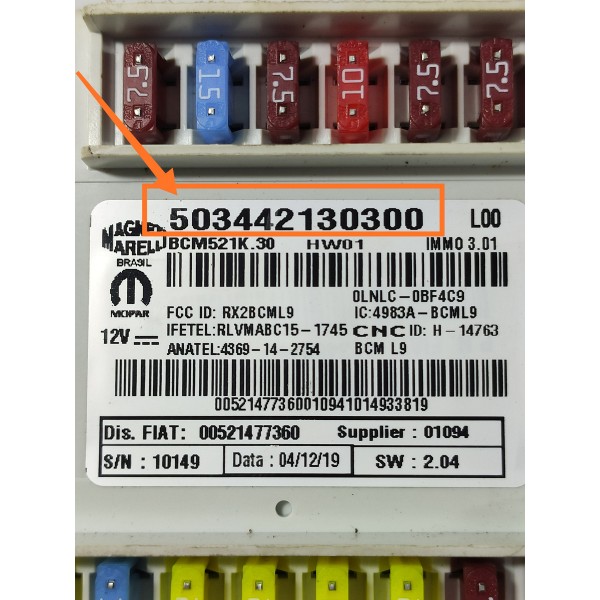 7.5 15 7.5 10 7.5 7.5
503442130300 L00
MAGNETI MARELLI
BRASIL
BCM521K.30 HW01 IMMO 3.01
MOPAR
12V
0LNLC-0BF4C9
FCC ID: RX2BCML9 IC:4983A-BCML9
IFETEL:RLVMABC15-1745 CNC ID: H-14763
ANATEL:4369-14-2754 BCM L9
00521477360010941014933819
Dis. FIAT: 00521477360 Supplier : 01094
S/N : 10149 Data : 04/12/19 SW : 2.04